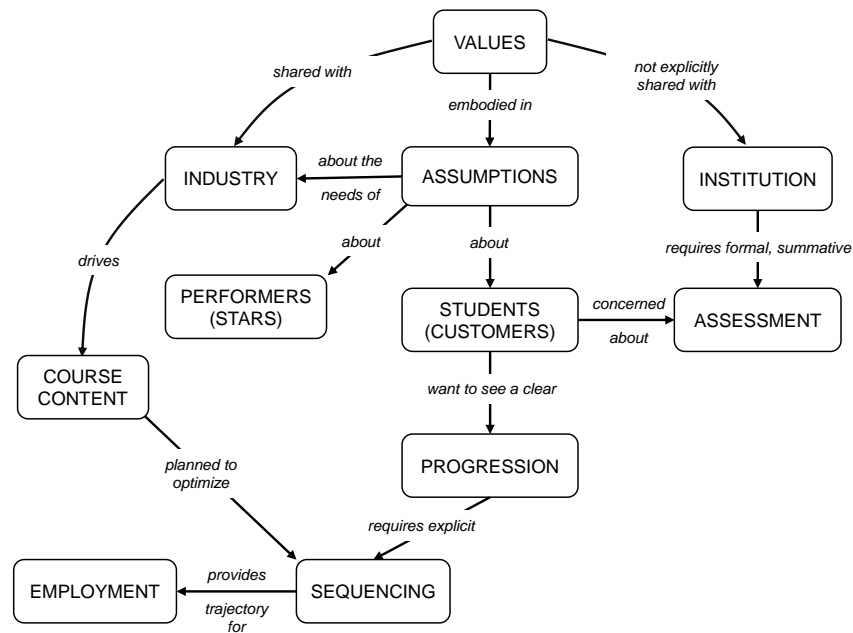 VALUES
shared with
not explicitly
shared with
embodied in
INDUSTRY
about the
needs of
ASSUMPTIONS
INSTITUTION
drives
about
about
requires formal, summative
PERFORMERS
(STARS)
STUDENTS
(CUSTOMERS)
concerned
about
ASSESSMENT
COURSE
CONTENT
want to see a clear
planned to
optimize
PROGRESSION
requires explicit
EMPLOYMENT
provides
trajectory
for
SEQUENCING